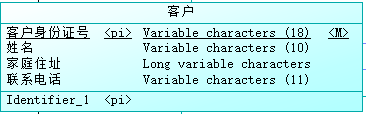 客户
客户身份证号 <pi> Variable characters (18) <M>
姓名 Variable characters (10)
家庭住址 Long variable characters
联系电话 Variable characters (11)
Identifier_1 <pi>